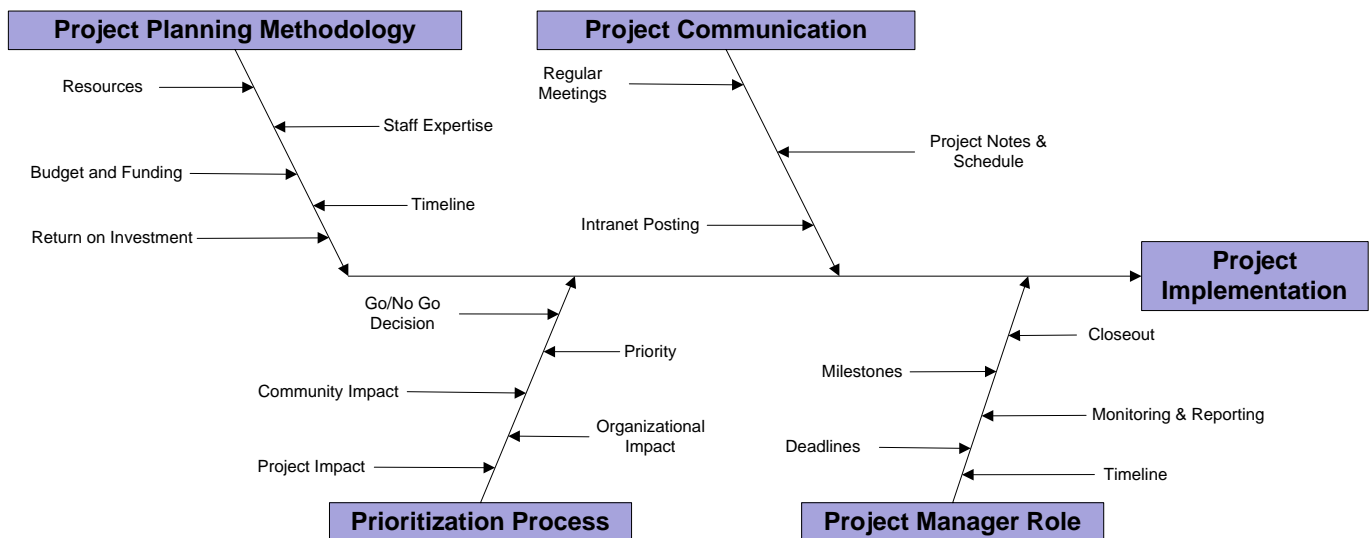 Project Planning Methodology
Project Communication
Resources
Staff Expertise
Budget and Funding
Timeline
Return on Investment
Regular
Meetings
Project Notes &
Schedule
Intranet Posting
Project
Implementation
Go/No Go
Decision
Priority
Community Impact
Organizational
Impact
Project Impact
Closeout
Milestones
Monitoring & Reporting
Deadlines
Timeline
Prioritization Process
Project Manager Role